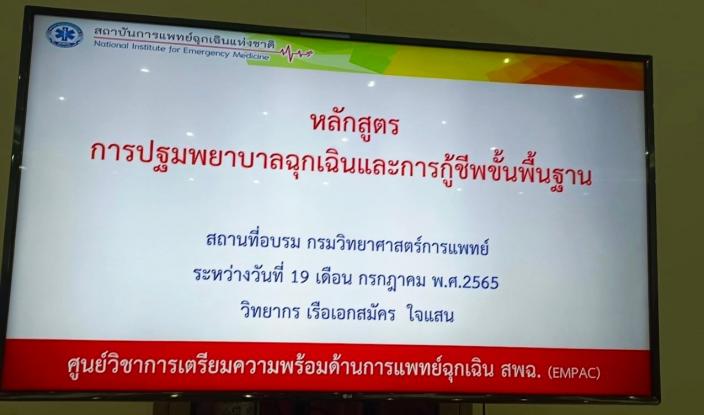 สถาบันการแพทย์ฉุกเฉินแห่งชาติ
National Institute for Emergency Medicine
หลักสูตร
การปฐมพยาบาลฉุกเฉินและการกู้ชีพขั้นพื้นฐาน
สถานที่อบรม กรมวิทยาศาสตร์การแพทย์
ระหว่างวันที่ 19 เดือน กรกฎาคม พ.ศ.2565
วิทยากร เรือเอกสมัคร ใจแสน
ศูนย์วิชาการเตรียมความพร้อมด้านการแพทย์ฉุกเฉิน สพฉ. (EMPAC)
LG